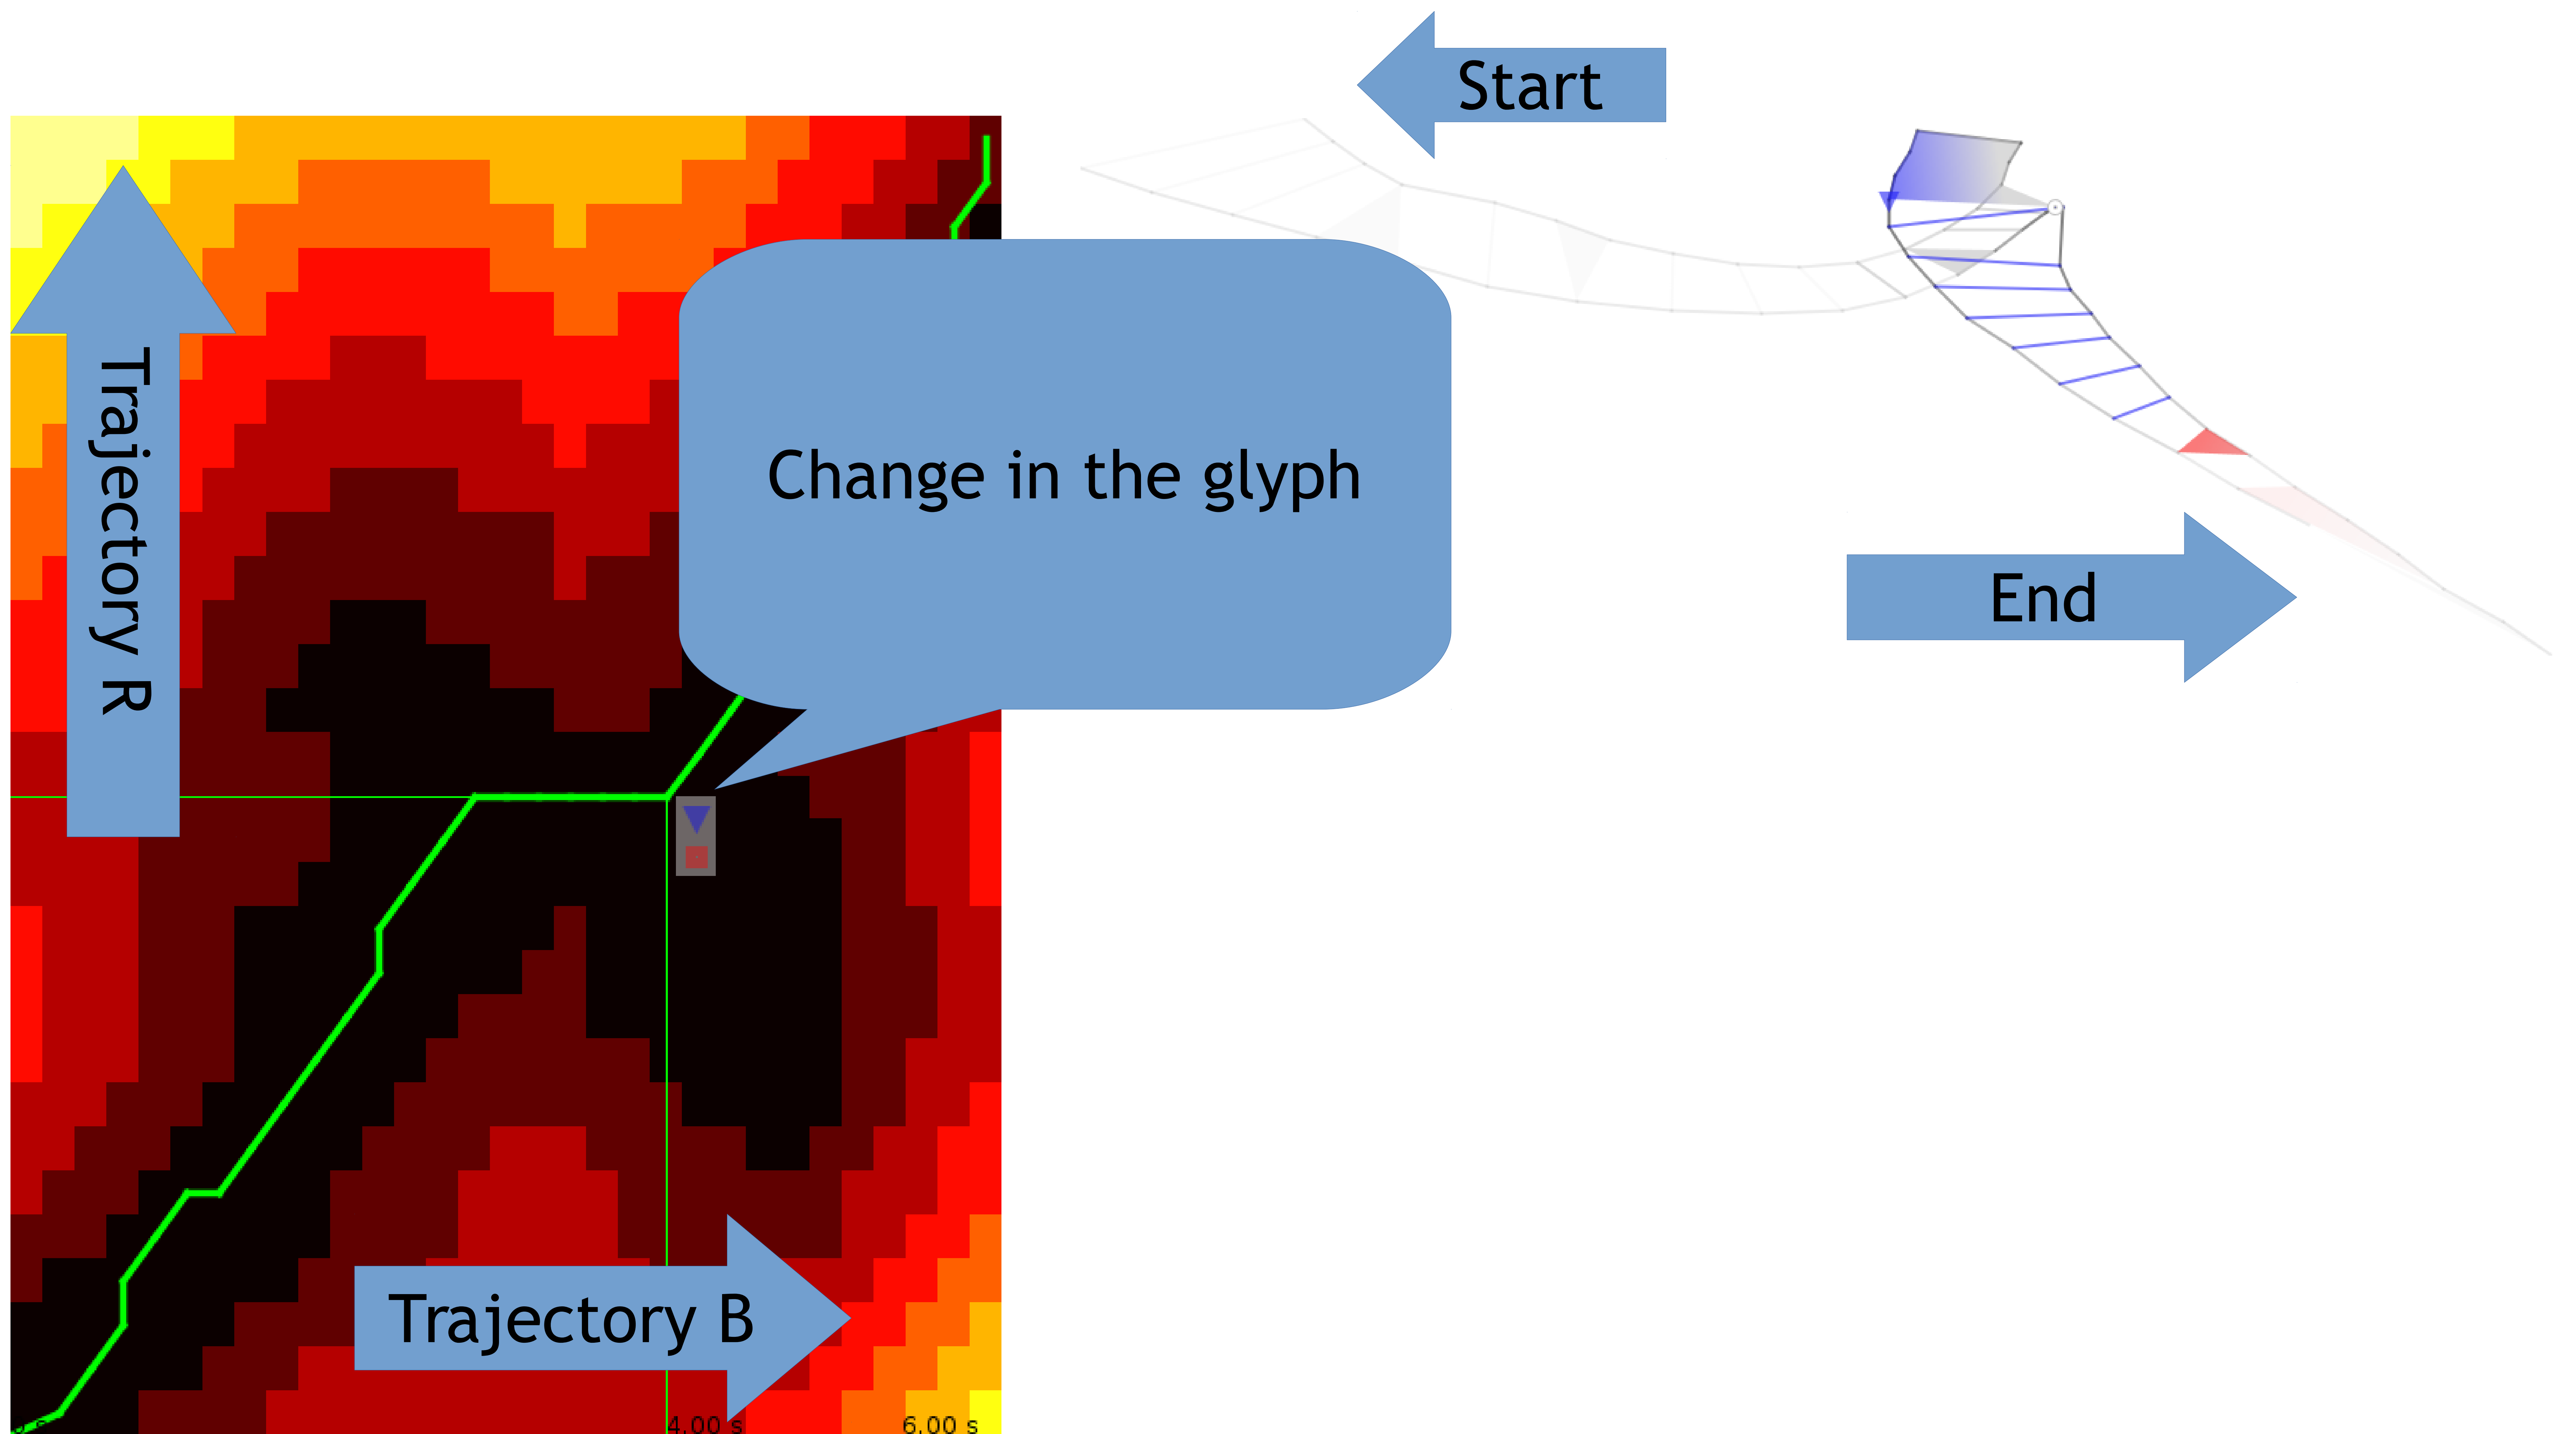 Start
Trajectory R
Change in the glyph
End
Trajectory B
4,00 s
6,00 s